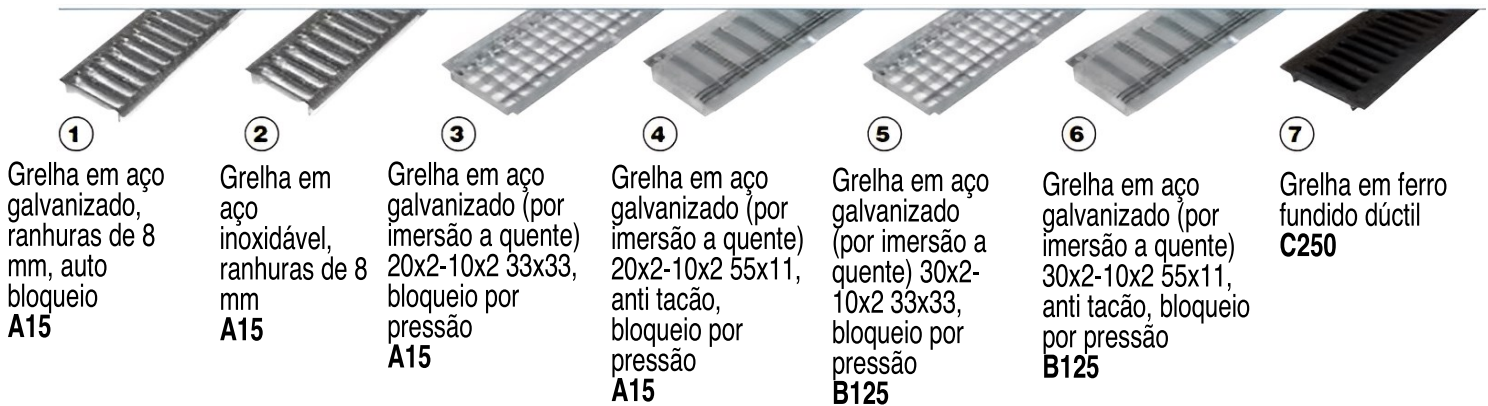 1
Grelha em aço
galvanizado,
ranhuras de 8
mm, auto
bloqueio
A15
2
Grelha em
aço
inoxidável,
ranhuras de 8
mm
A15
3
Grelha em aço
galvanizado (por
imersão a quente)
20x2-10x2 33x33,
bloqueio por
pressão
A15
4
Grelha em aço
galvanizado (por
imersão a quente)
20x2-10x2 55x11,
anti tacão,
bloqueio por
pressão
A15
5
Grelha em aço
galvanizado
(por imersão a
quente) 30x2-
10x2 33x33,
bloqueio por
pressão
B125
6
Grelha em aço
galvanizado (por
imersão a quente)
30x2-10x2 55x11,
anti tacão, bloqueio
por pressão
B125
7
Grelha em ferro
fundido dúctil
C250